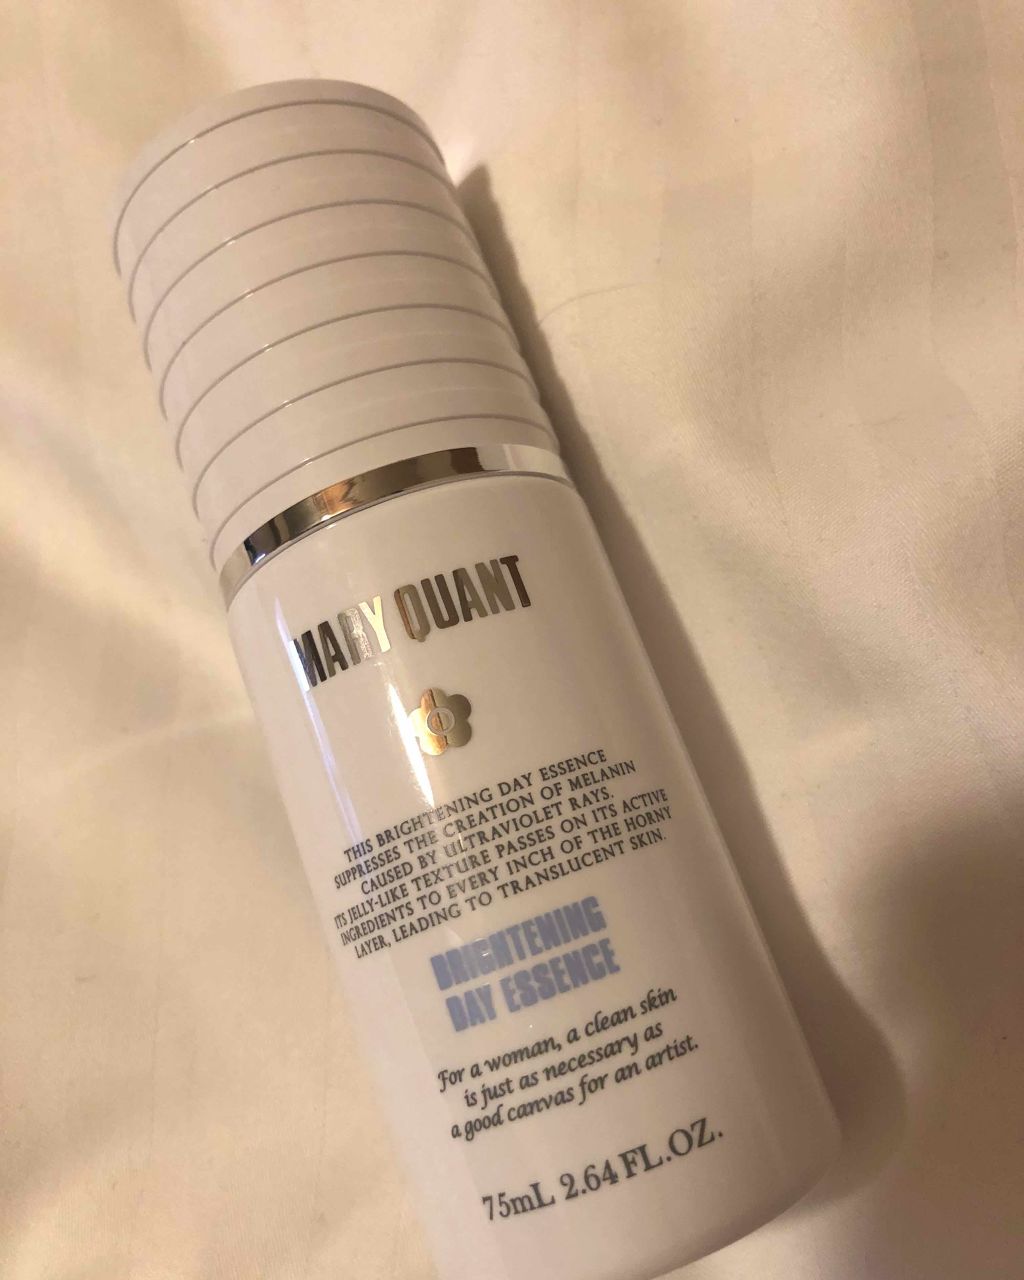 MARY QUANT
THIS BRIGHTENING DAY ESSENCE
SUPPRESSES THE CREATION OF MELANIN
CAUSED BY ULTRAVIOLET RAYS.
ITS JELLY-LIKE TEXTURE PASSES ON ITS ACTIVE
INGREDIENTS TO EVERY INCH OF THE HORNY
LAYER, LEADING TO TRANSLUCENT SKIN.
BRIGHTENING
DAY ESSENCE
For a woman, a clean skin
is just as necessary as
a good canvas for an artist.
75mL 2.64 FL.OZ.